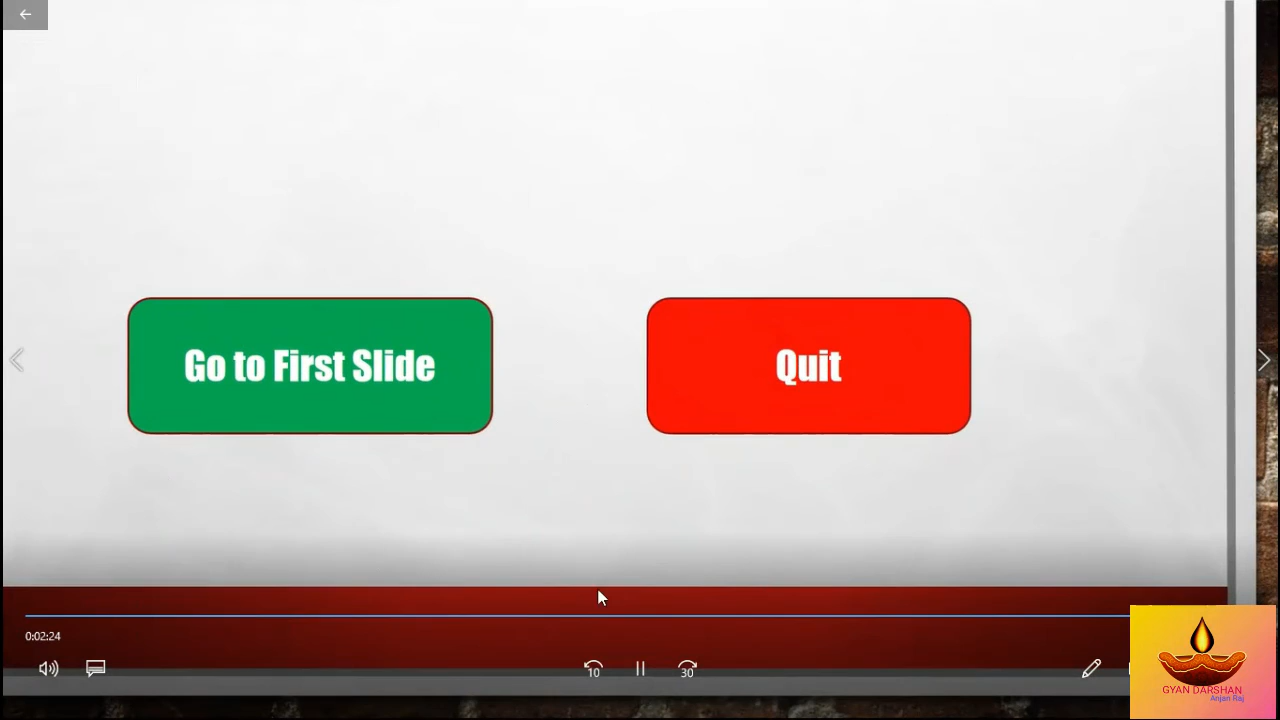 Go to First Slide
Quit
0:02:24
10
30
GYAN DARSHAN
Anjan Raj